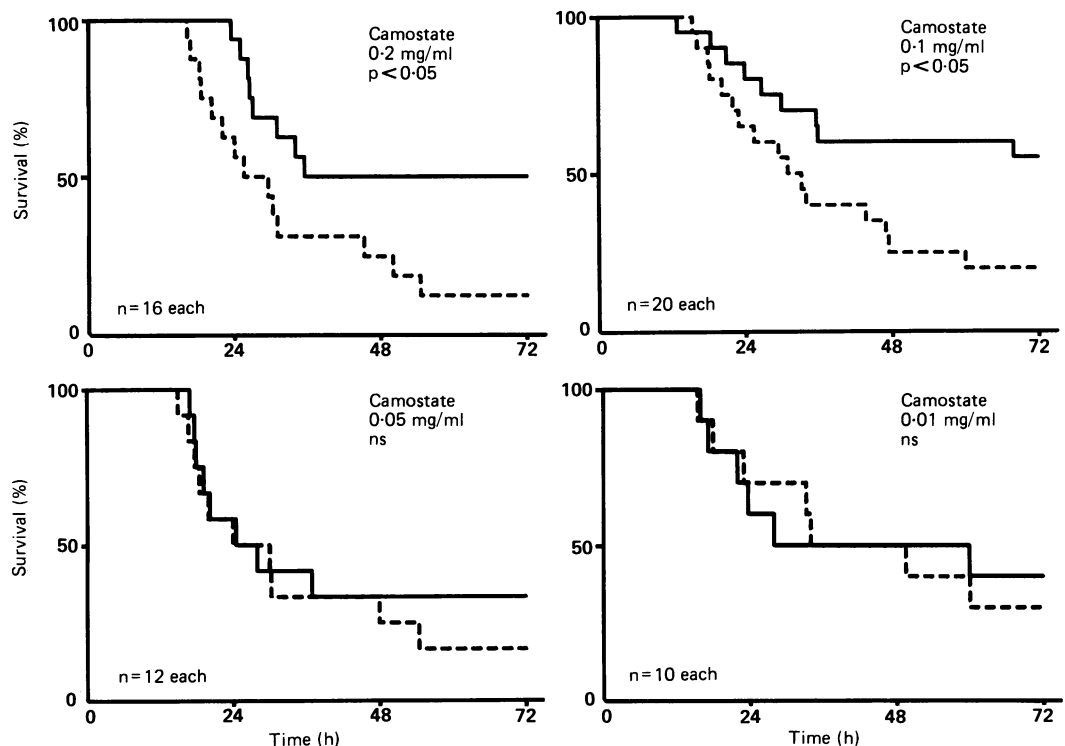 100
50
0
Survival (%)
Camostate
0·2 mg/ml
p < 0·05
n = 16 each
0 24 48 72
100
50
0
Camostate
0·1 mg/ml
p < 0·05
n = 20 each
0 24 48 72
100
50
0
Survival (%)
Camostate
0·05 mg/ml
ns
n = 12 each
0 24 48 72
Time (h)
100
50
0
Camostate
0·01 mg/ml
ns
n = 10 each
0 24 48 72
Time (h)